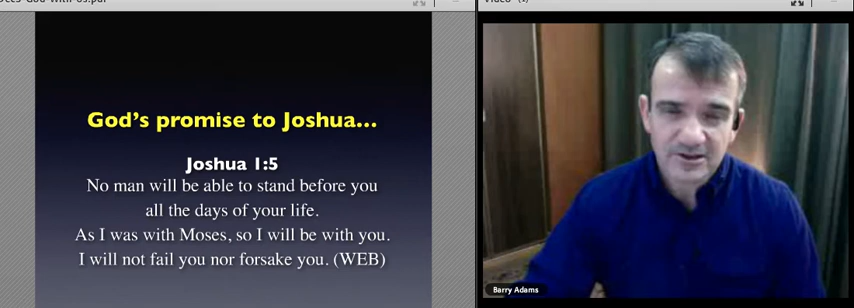 God's promise to Joshua...
Joshua 1:5
No man will be able to stand before you
all the days of your life.
As I was with Moses, so I will be with you.
I will not fail you nor forsake you. (WEB)
Barry Adams